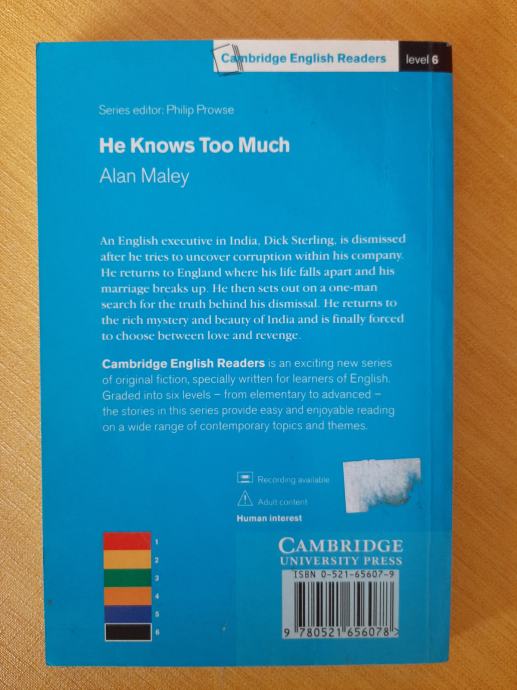 Cambridge English Readers level 6
Series editor: Philip Prowse
He Knows Too Much
Alan Maley
An English executive in India, Dick Sterling, is dismissed
after he tries to uncover corruption within his company.
He returns to England where his life falls apart and his
marriage breaks up. He then sets out on a one-man
search for the truth behind his dismissal. He returns to
the rich mystery and beauty of India and is finally forced
to choose between love and revenge.
Cambridge English Readers is an exciting new series
of original fiction, specially written for learners of English.
Graded into six levels – from elementary to advanced –
the stories in this series provide easy and enjoyable reading
on a wide range of contemporary topics and themes.
Recording available
Adult content
Human interest
1
2
3
4
5
6
CAMBRIDGE
UNIVERSITY PRESS
ISBN 0-521-65607-9
9 780521 656078 >